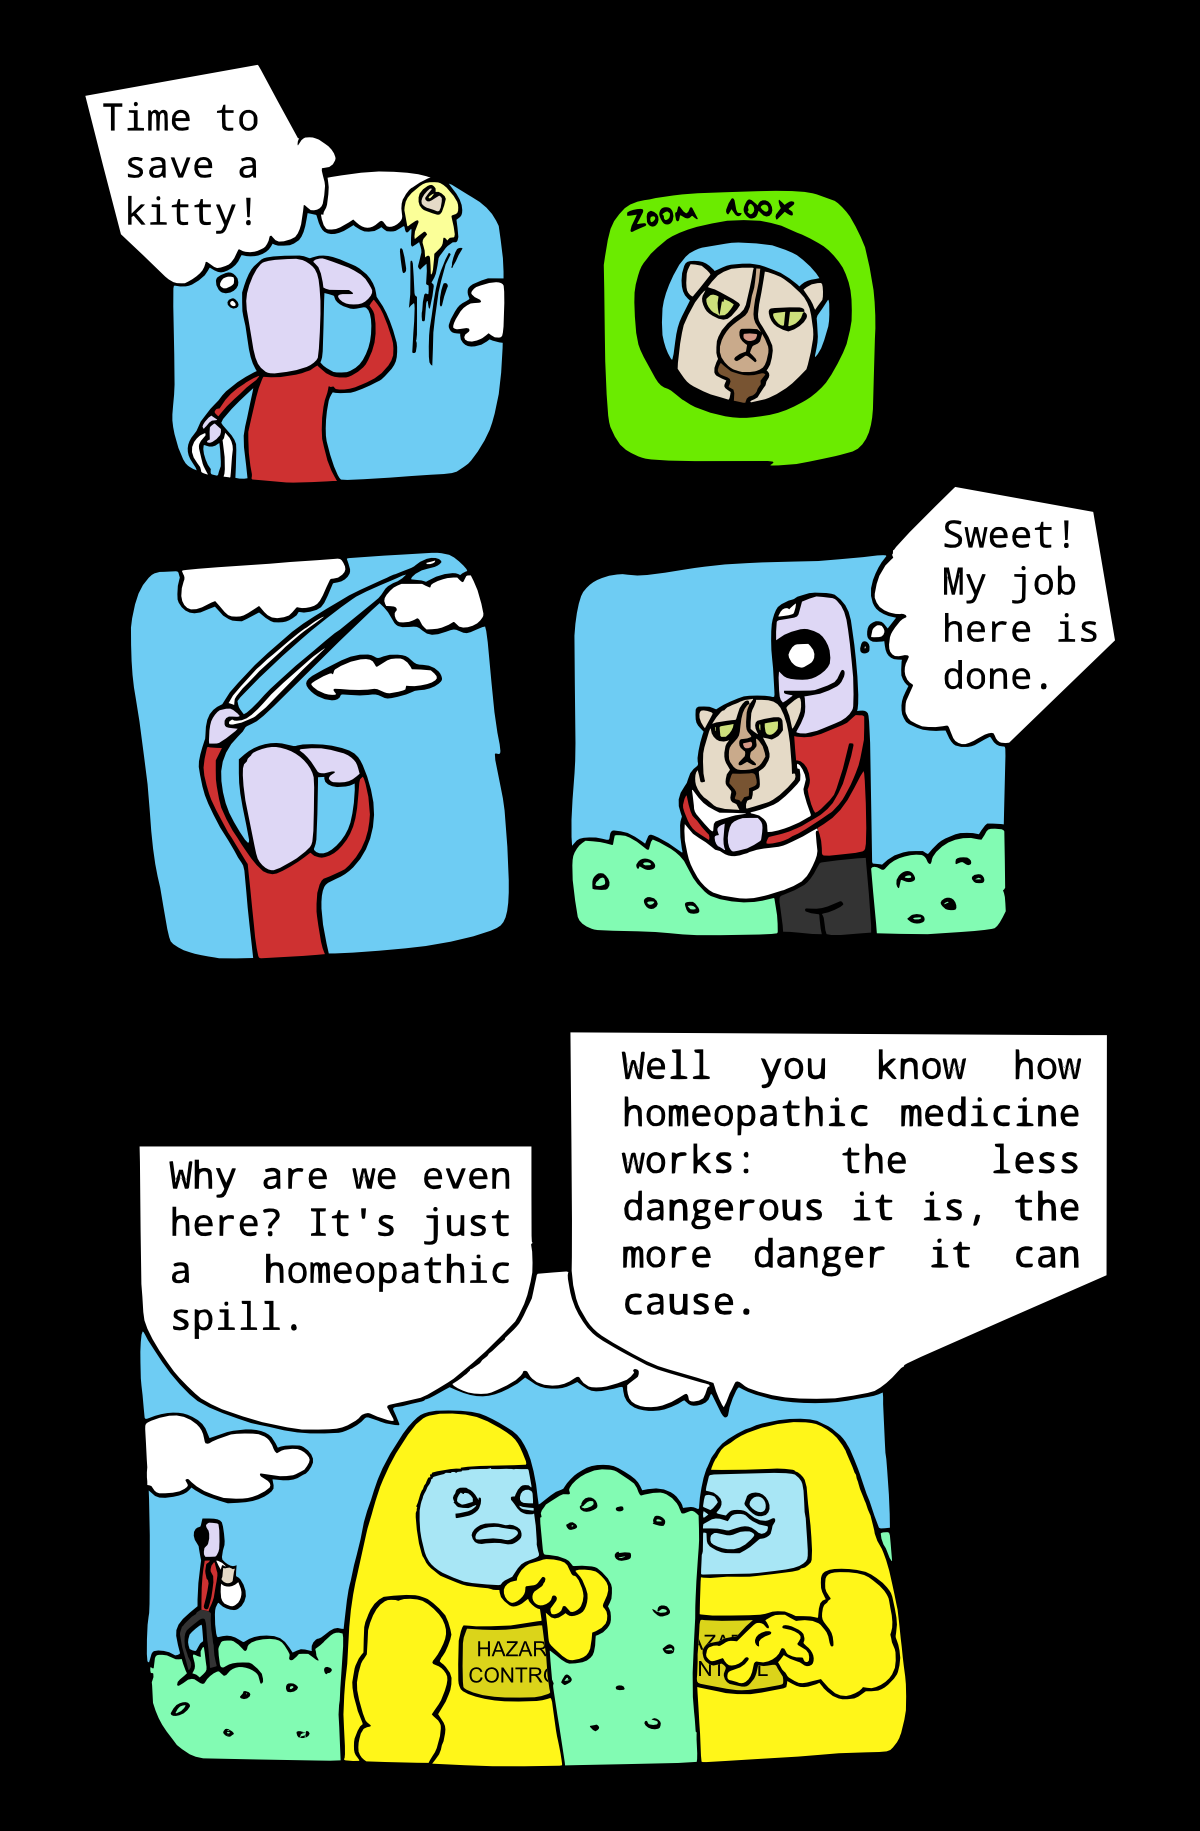 Time to
save a
kitty!
ZOOM 100X
Sweet!
My job
here is
done.
Why are we even
here? It's just
a homeopathic
spill.
Well you know how
homeopathic medicine
works: the less
dangerous it is, the
more danger it can
cause.
HAZAR
CONTRO